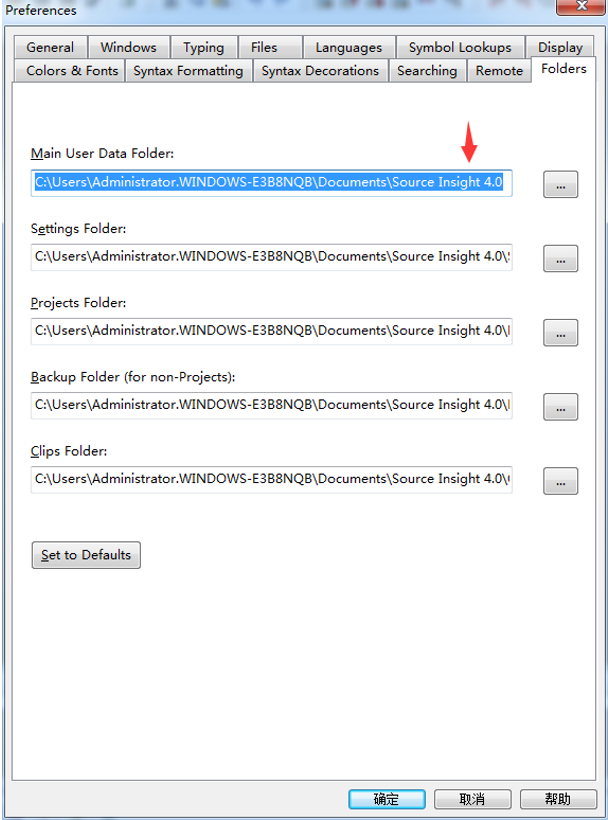 Preferences
General Windows Typing Files Languages Symbol Lookups Display
Colors & Fonts Syntax Formatting Syntax Decorations Searching Remote Folders
Main User Data Folder:
C:\Users\Administrator.WINDOWS-E3B8NQB\Documents\Source Insight 4.0
...
Settings Folder:
C:\Users\Administrator.WINDOWS-E3B8NQB\Documents\Source Insight 4.0\
...
Projects Folder:
C:\Users\Administrator.WINDOWS-E3B8NQB\Documents\Source Insight 4.0\
...
Backup Folder (for non-Projects):
C:\Users\Administrator.WINDOWS-E3B8NQB\Documents\Source Insight 4.0\
...
Clips Folder:
C:\Users\Administrator.WINDOWS-E3B8NQB\Documents\Source Insight 4.0\
...
Set to Defaults
确定 取消 帮助